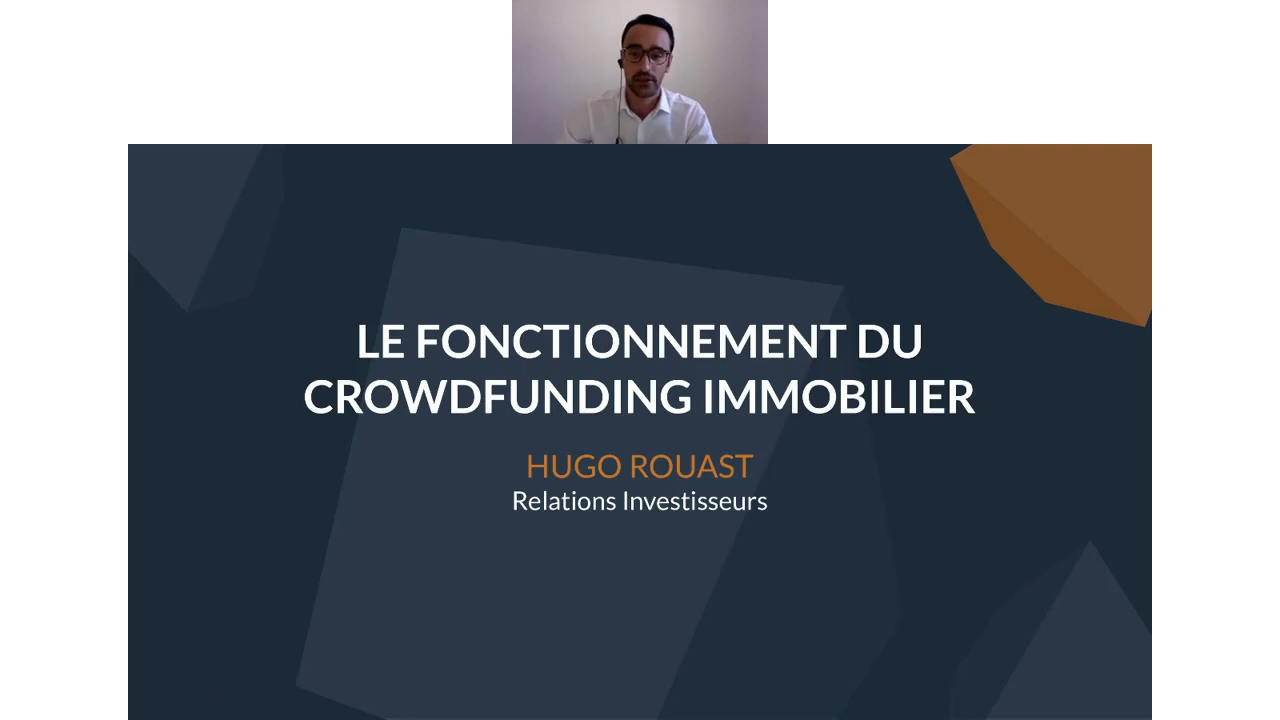 LE FONCTIONNEMENT DU
CROWDFUNDING IMMOBILIER
HUGO ROUAST
Relations Investisseurs